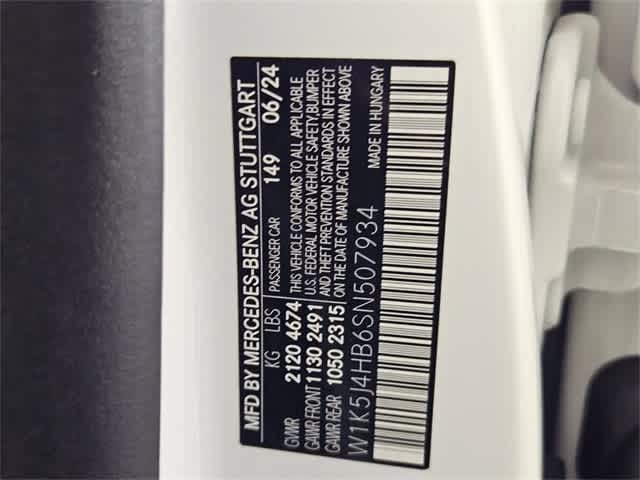 MFD BY MERCEDES-BENZ AG STUTTGART
KG LBS PASSENGER CAR 149 06/24
GVWR 2120 4674 THIS VEHICLE CONFORMS TO ALL APPLICABLE
GAWR FRONT 1130 2491 U.S. FEDERAL MOTOR VEHICLE SAFETY, BUMPER
GAWR REAR 1050 2315 AND THEFT PREVENTION STANDARDS IN EFFECT
ON THE DATE OF MANUFACTURE SHOWN ABOVE
W1K5J4HB6SN507934 MADE IN HUNGARY